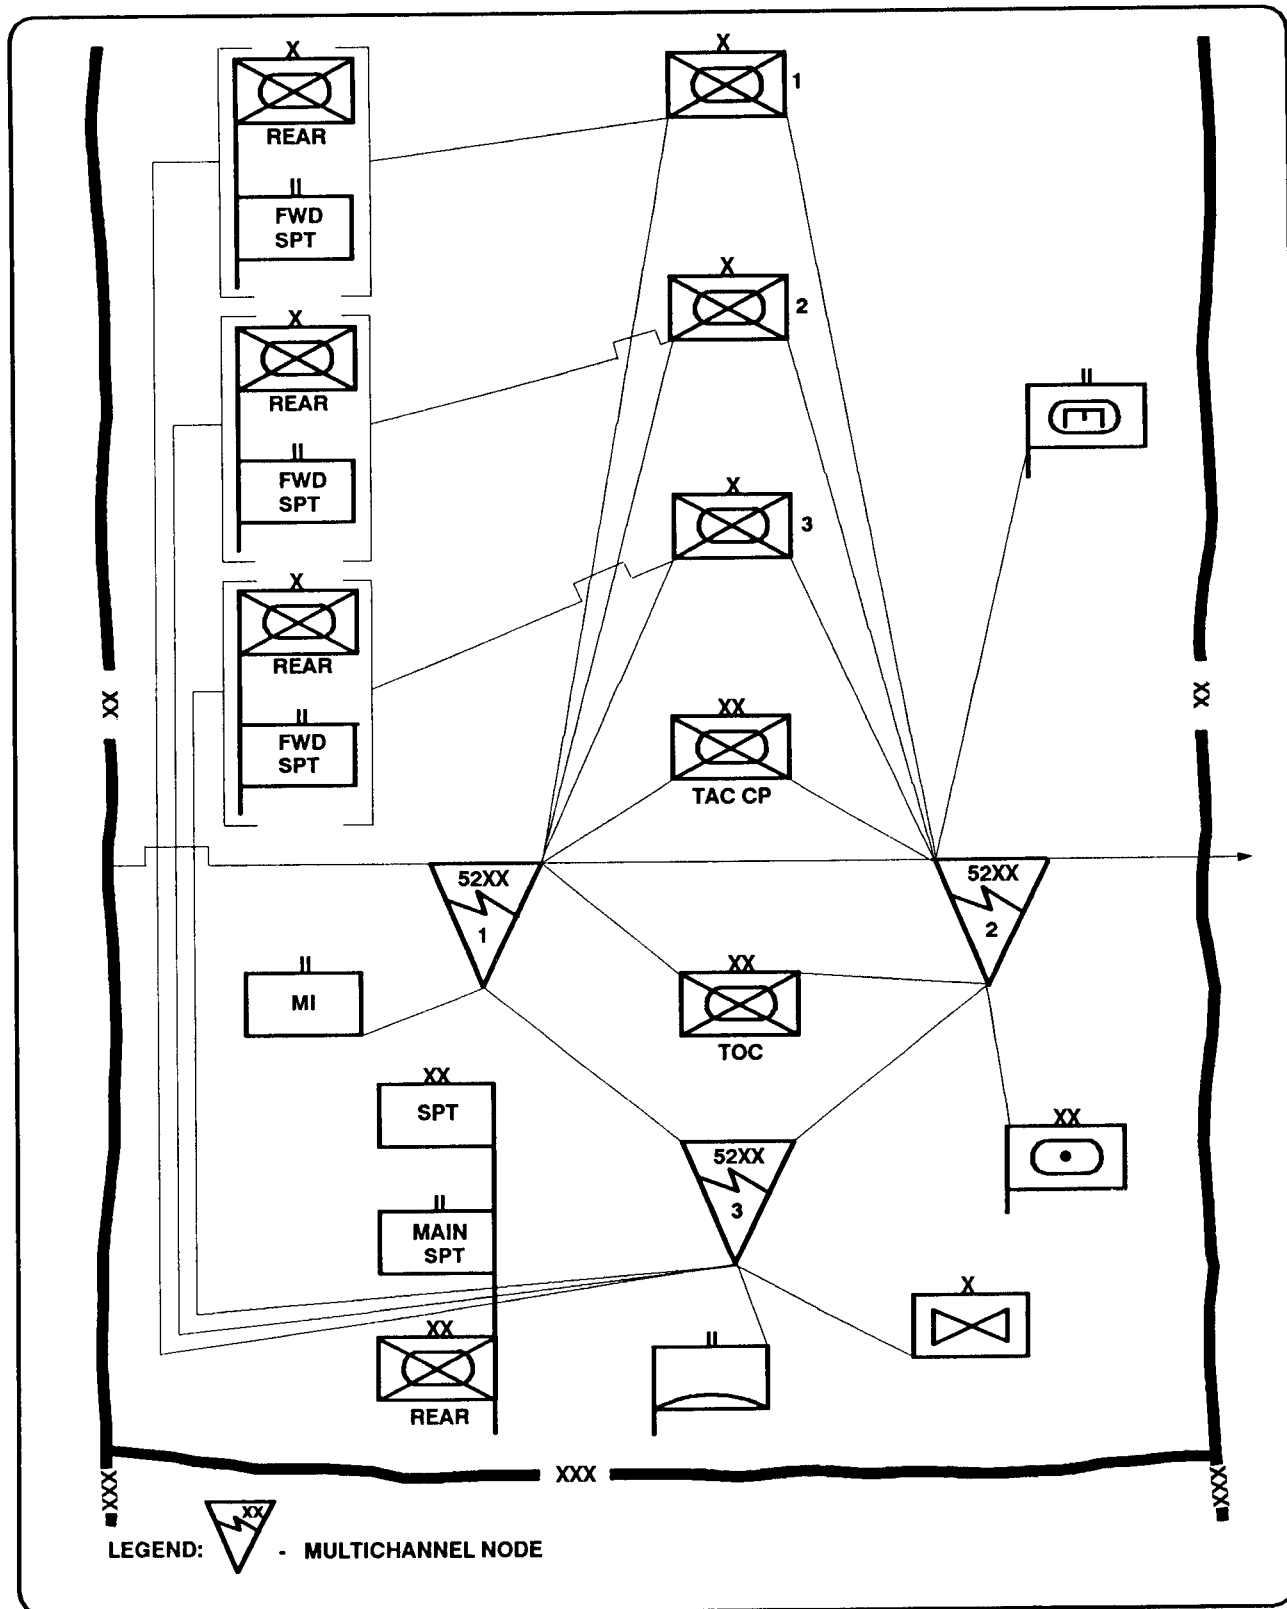 X
X
1
REAR
II
FWD
SPT
X
2
X
REAR
II
E
II
FWD
SPT
X
3
X
REAR
XX
XX
XX
TAC CP
II
FWD
SPT
52XX
1
52XX
2
II
MI
XX
TOC
XX
SPT
XX
52XX
3
II
MAIN
SPT
X
XX
REAR
II
XXX
XXX
XXX
LEGEND: XX - MULTICHANNEL NODE